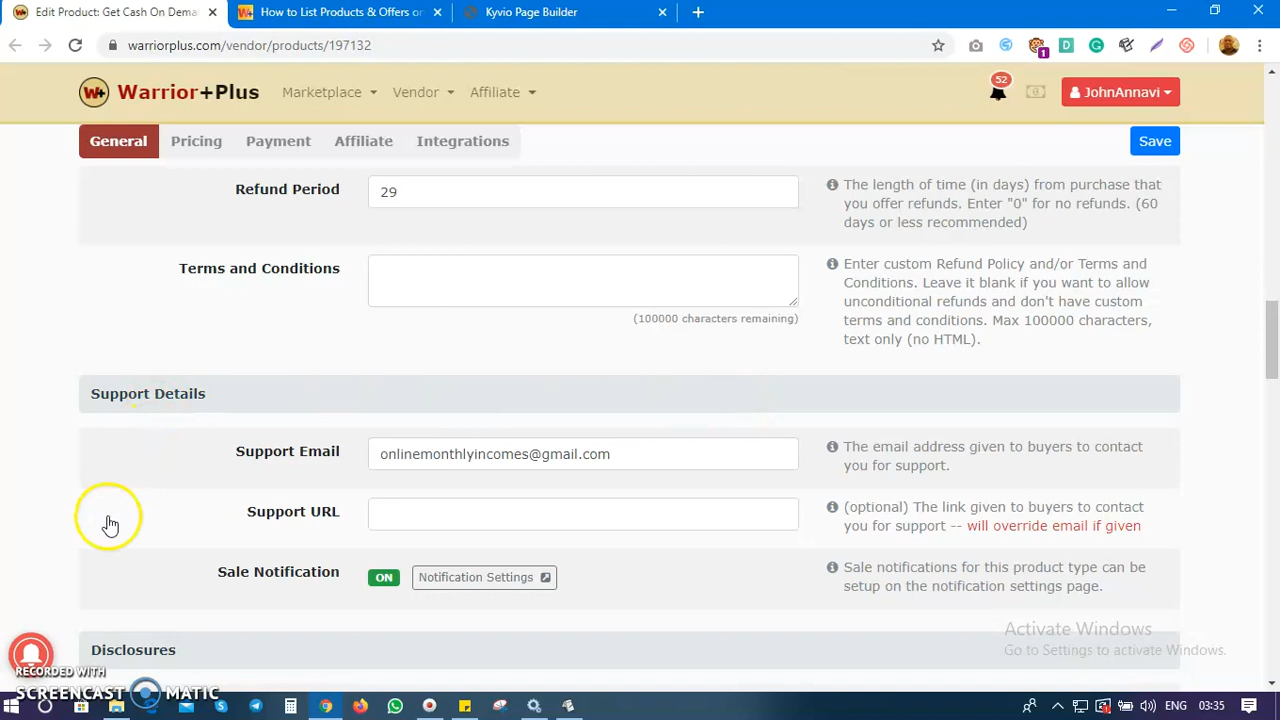 Edit Product: Get Cash On Dema
How to List Products & Offers on
Kyvio Page Builder
warriorplus.com/vendor/products/197132
1
Warrior+Plus
Marketplace
Vendor
Affiliate
52
JohnAnnavi
General
Pricing
Payment
Affiliate
Integrations
Save
Refund Period
29
The length of time (in days) from purchase that
you offer refunds. Enter "0" for no refunds. (60
days or less recommended)
Terms and Conditions
Enter custom Refund Policy and/or Terms and
Conditions. Leave it blank if you want to allow
unconditional refunds and don't have custom
terms and conditions. Max 100000 characters,
text only (no HTML).
(100000 characters remaining)
Support Details
Support Email
onlinemonthlyincomes@gmail.com
The email address given to buyers to contact
you for support.
Support URL
(optional) The link given to buyers to contact
you for support -- will override email if given
Sale Notification
ON
Notification Settings
Sale notifications for this product type can be
setup on the notification settings page.
Disclosures
Activate Windows
Go to Settings to activate Windows.
RECORDED WITH
SCREENCAST MATIC
ENG
03:35